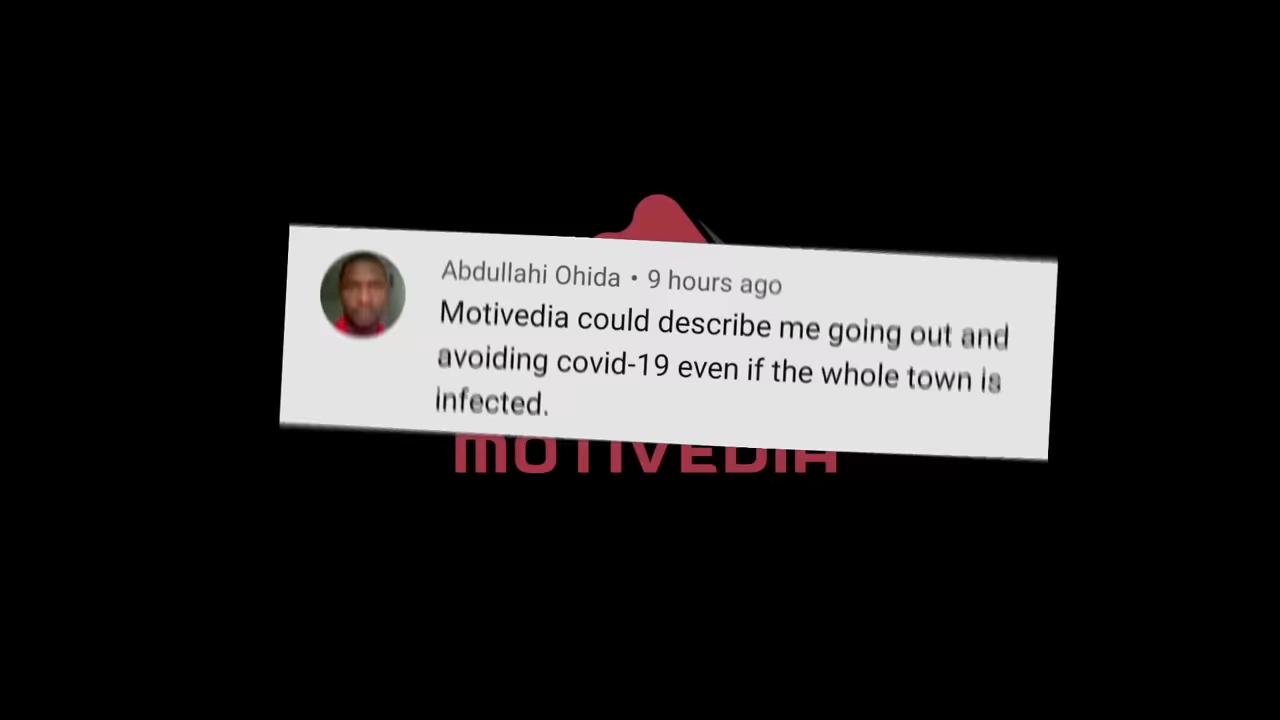 Abdullahi Ohida • 9 hours ago
Motivedia could describe me going out and
avoiding covid-19 even if the whole town is
infected.
MOTIVEDIA